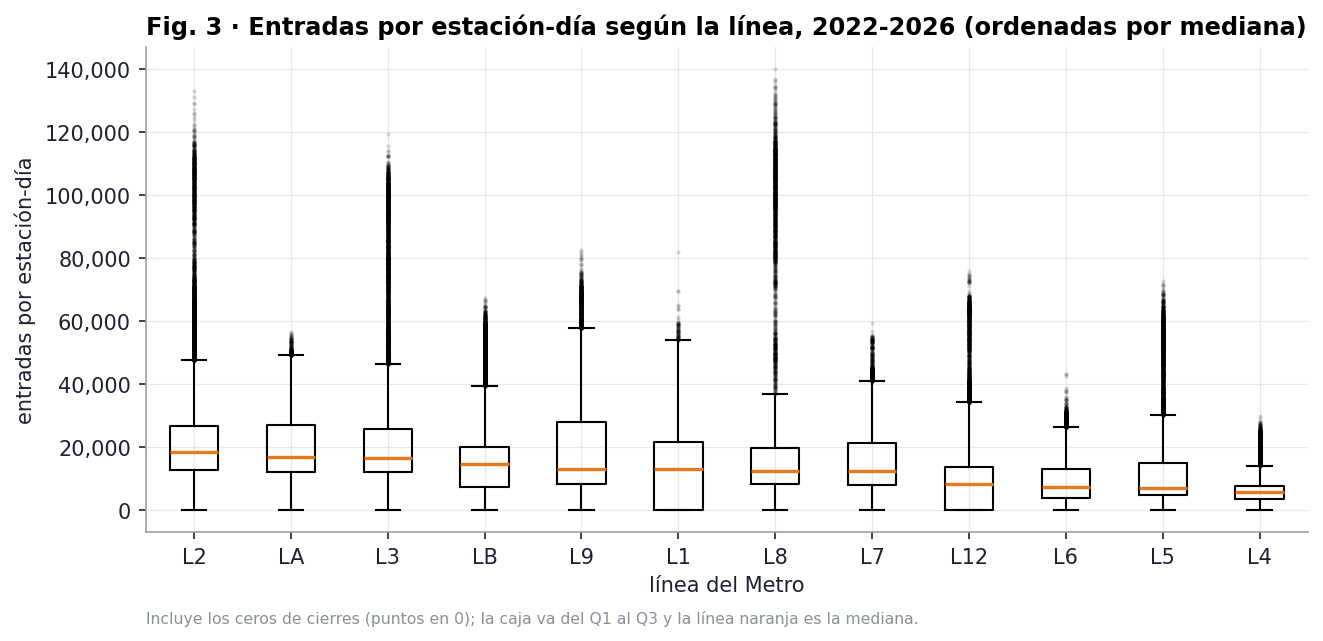 Fig. 3 · Entradas por estación-día según la línea, 2022-2026 (ordenadas por mediana)
entradas por estación-día
140,000
120,000
100,000
80,000
60,000
40,000
20,000
0
L2 LA L3 LB L9 L1 L8 L7 L12 L6 L5 L4
línea del Metro
Incluye los ceros de cierres (puntos en 0); la caja va del Q1 al Q3 y la línea naranja es la mediana.